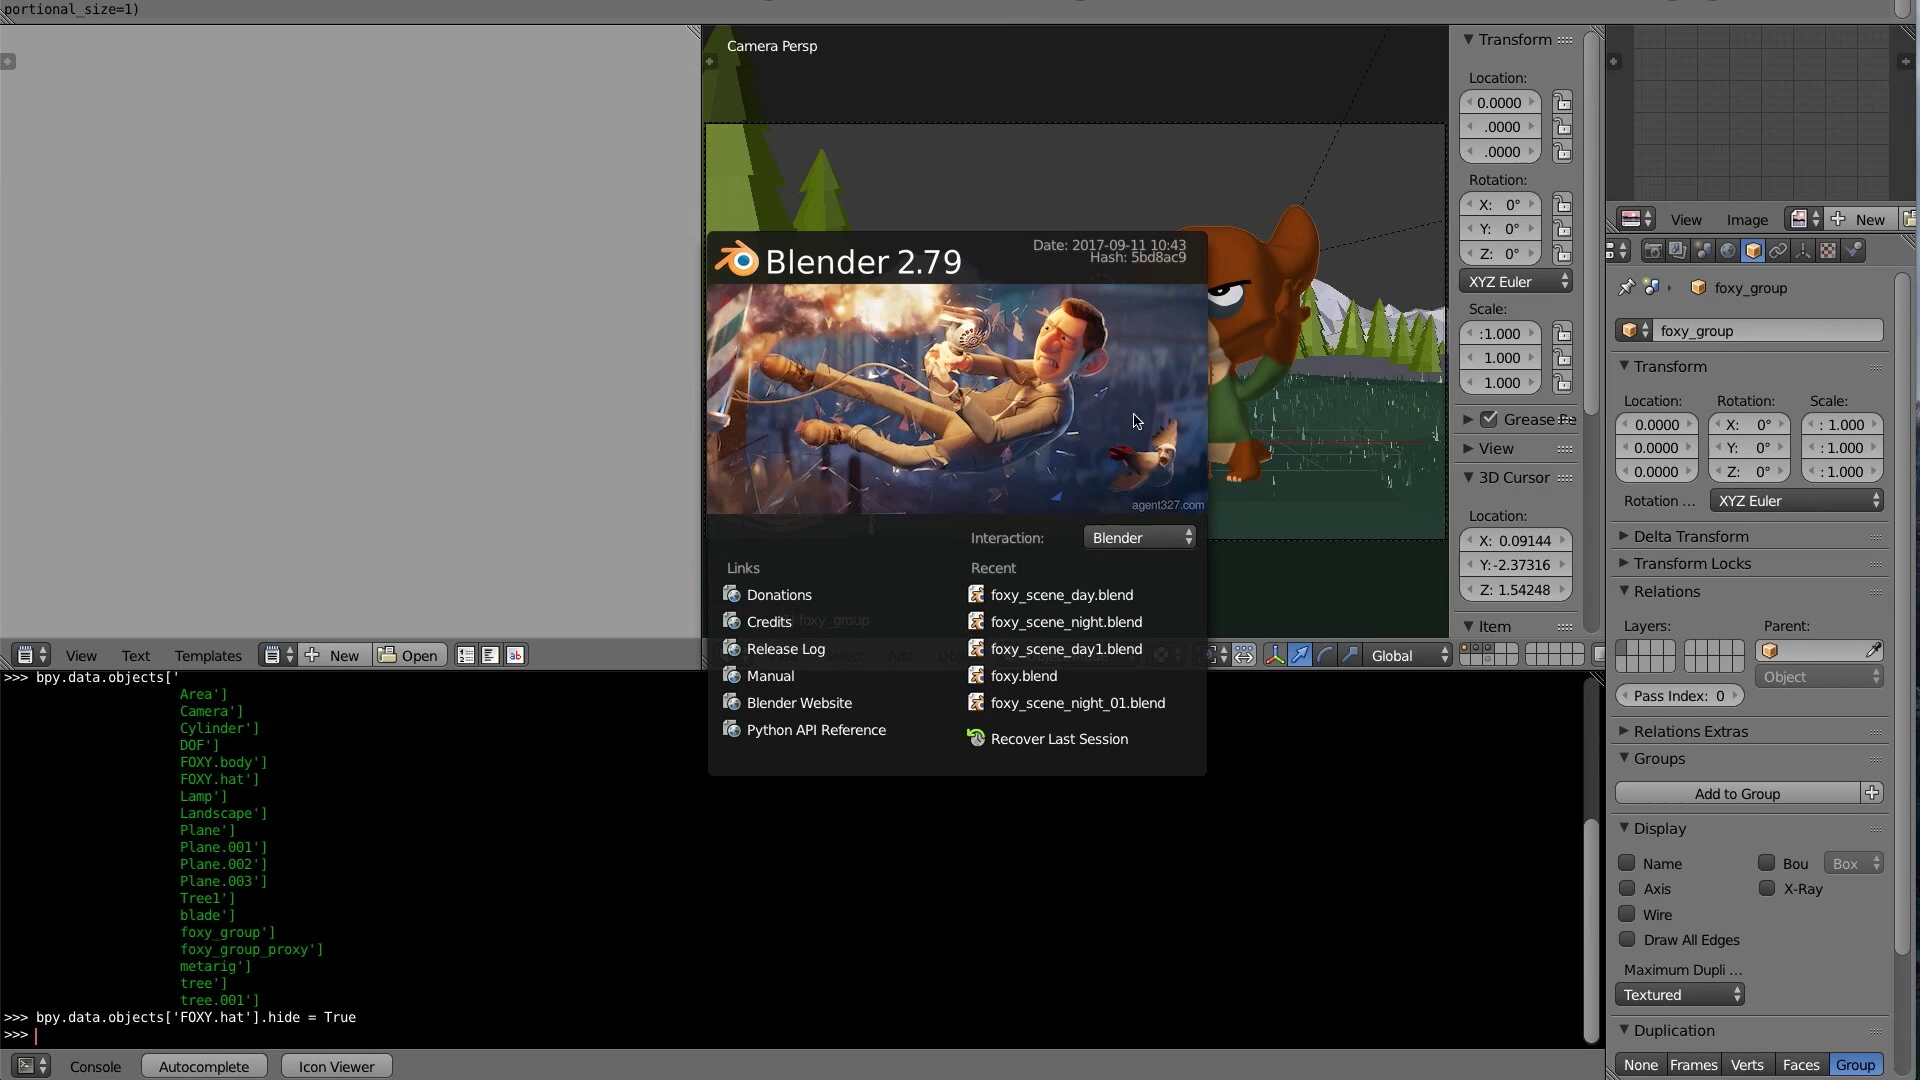 portional_size=1)
Camera Persp
Blender 2.79
Date: 2017-09-11 10:43
Hash: 5bd8ac9
agent327.com
Interaction:
Blender
Links
Donations
Credits
Release Log
Manual
Blender Website
Python API Reference
Recent
foxy_scene_day.blend
foxy_scene_night.blend
foxy_scene_day1.blend
foxy.blend
foxy_scene_night_01.blend
Recover Last Session
foxy_group
View
Text
Templates
New
Open
Select
Add
Global
>>> bpy.data.objects['
Area']
Camera']
Cylinder']
DOF']
FOXY.body']
FOXY.hat']
Lamp']
Landscape']
Plane']
Plane.001']
Plane.002']
Plane.003']
Tree1']
blade']
foxy_group']
foxy_group_proxy']
metarig']
tree']
tree.001']
>>> bpy.data.objects['FOXY.hat'].hide = True
>>>
Console
Autocomplete
Icon Viewer
Transform
Location:
0.0000
.0000
.0000
Rotation:
X: 0°
Y: 0°
Z: 0°
XYZ Euler
Scale:
:1.000
1.000
1.000
Grease
View
3D Cursor
Location:
X: 0.09144
Y:-2.37316
Z: 1.54248
Item
View
Image
New
foxy_group
foxy_group
Transform
Location: Rotation: Scale:
0.0000 X: 0° : 1.000
0.0000 Y: 0° : 1.000
0.0000 Z: 0° : 1.000
Rotation ...
XYZ Euler
Delta Transform
Transform Locks
Relations
Layers:
Parent:
Object
Pass Index: 0
Relations Extras
Groups
Add to Group
Display
Name
Bou
Box
Axis
X-Ray
Wire
Draw All Edges
Maximum Dupli ...
Textured
Duplication
None
Frames
Verts
Faces
Group